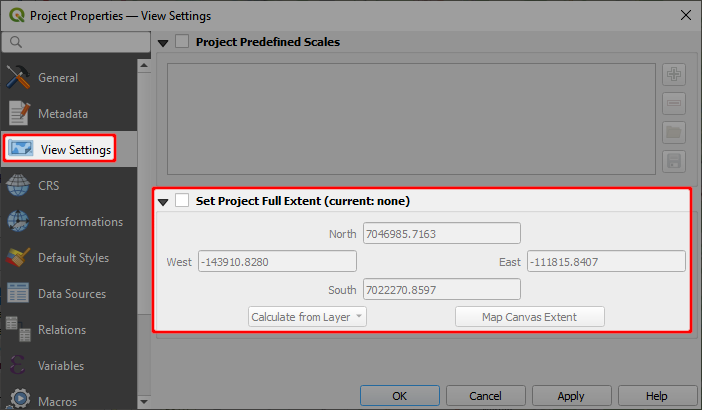 Project Properties — View Settings
General
Metadata
View Settings
CRS
Transformations
Default Styles
Data Sources
Relations
Variables
Macros
Project Predefined Scales
Set Project Full Extent (current: none)
North 7046985.7163
West -143910.8280 East -111815.8407
South 7022270.8597
Calculate from Layer Map Canvas Extent
OK Cancel Apply Help